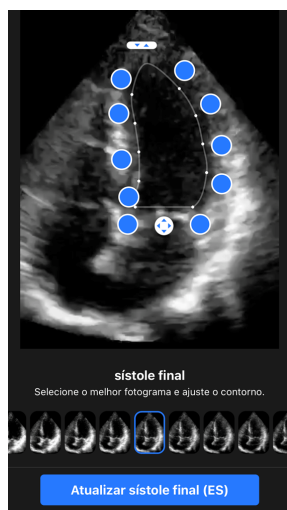 sístole final
Selecione o melhor fotograma e ajuste o contorno.
Atualizar sístole final (ES)